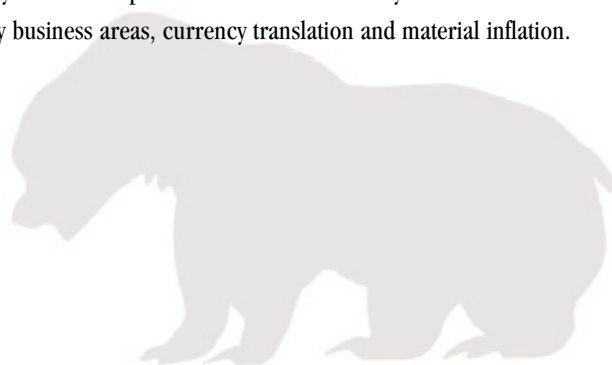 y business areas, currency translation and material inflation.